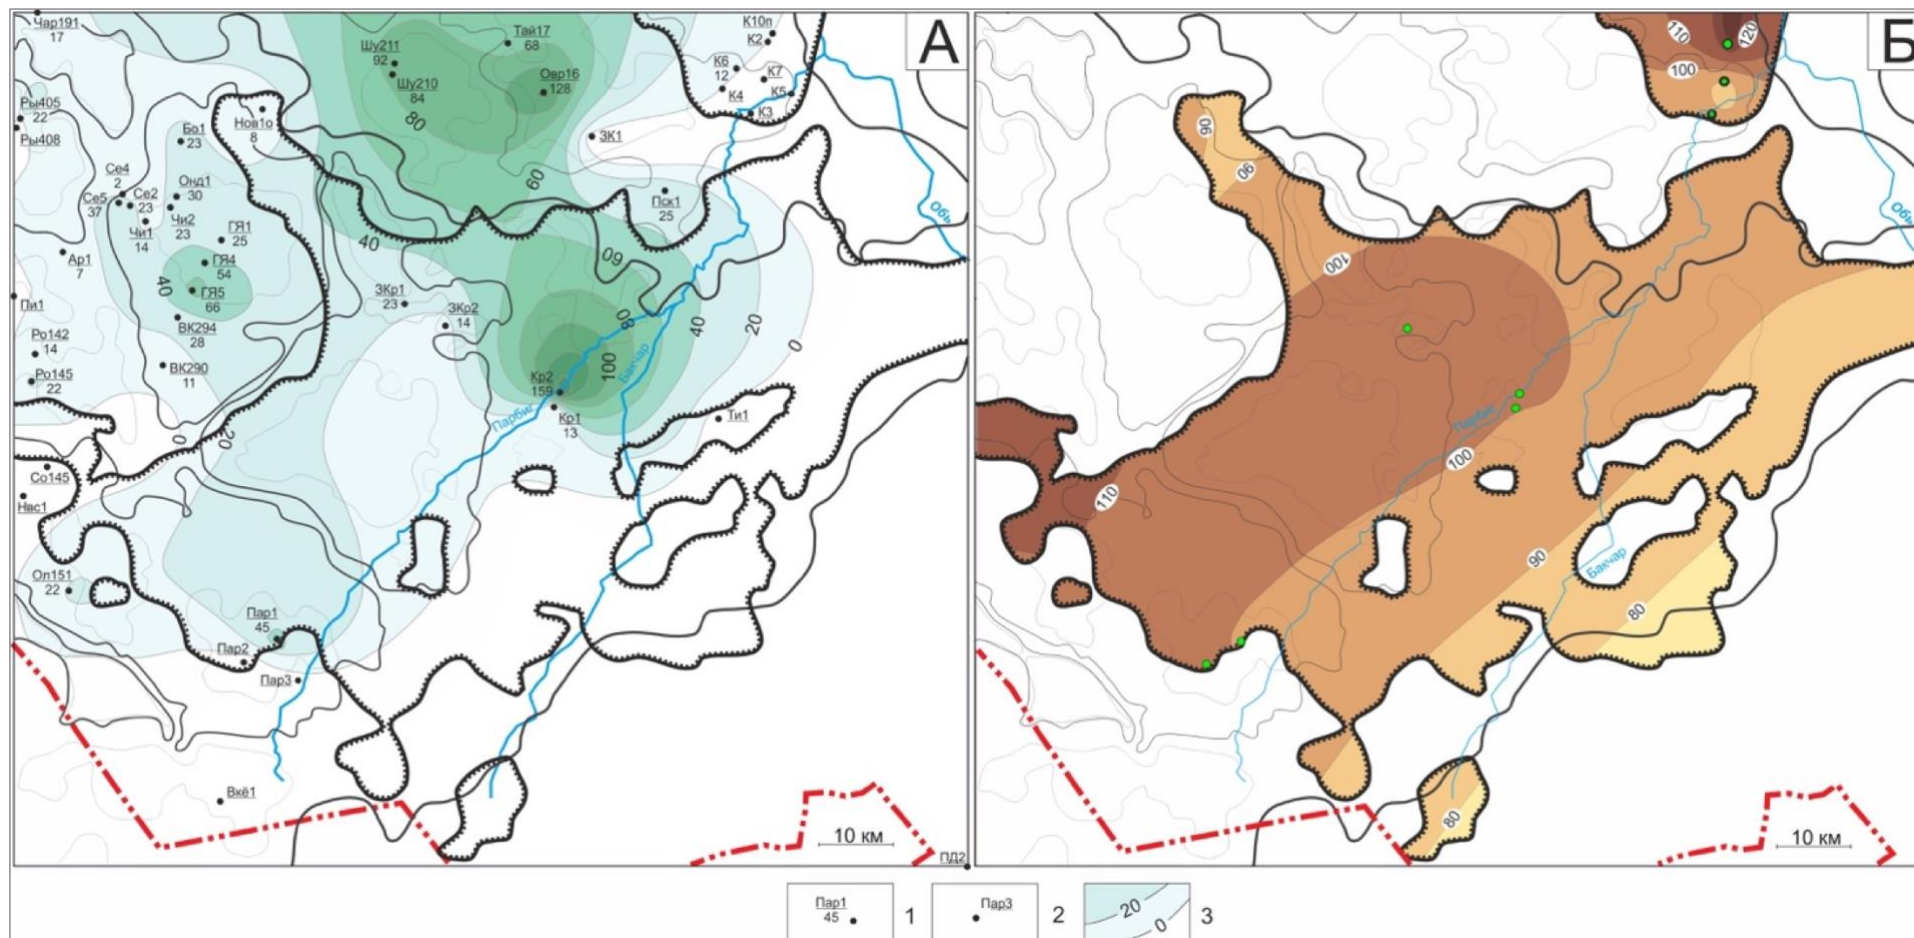 А
Чар191
17
Шу211
92
Шу210
84
80
Тай17
68
Овр16
128
К10п
К2
К6
12
К4
К7
К5
К3
Ры405
22
Ры408
Бо1
23
Нов1о
8
ЗК1
60
Се4
2
Се5
37
Се2
23
Онд1
30
Чи2
23
Чи1
14
ГЯ1
25
ГЯ4
54
ГЯ5
66
40
40
Пск1
25
60
Обь
Ар1
7
Пи1
ВК294
28
ЗКр1
23
ЗКр2
14
80
40
20
0
Ро142
14
Ро145
22
ВК290
11
100
Бакчар
Кр2
159
Кр1
13
Парбиг
Ти1
0
20
Со145
Нас1
Оп151
22
Пар1
45
Пар2
Пар3
Вкё1
10 км
ПД2
Б
110
120
100
90
90
100
Обь
Парбиг
100
110
90
Бакчар
80
80
10 км
Пар1
45
1
Пар3
2
20
0
3